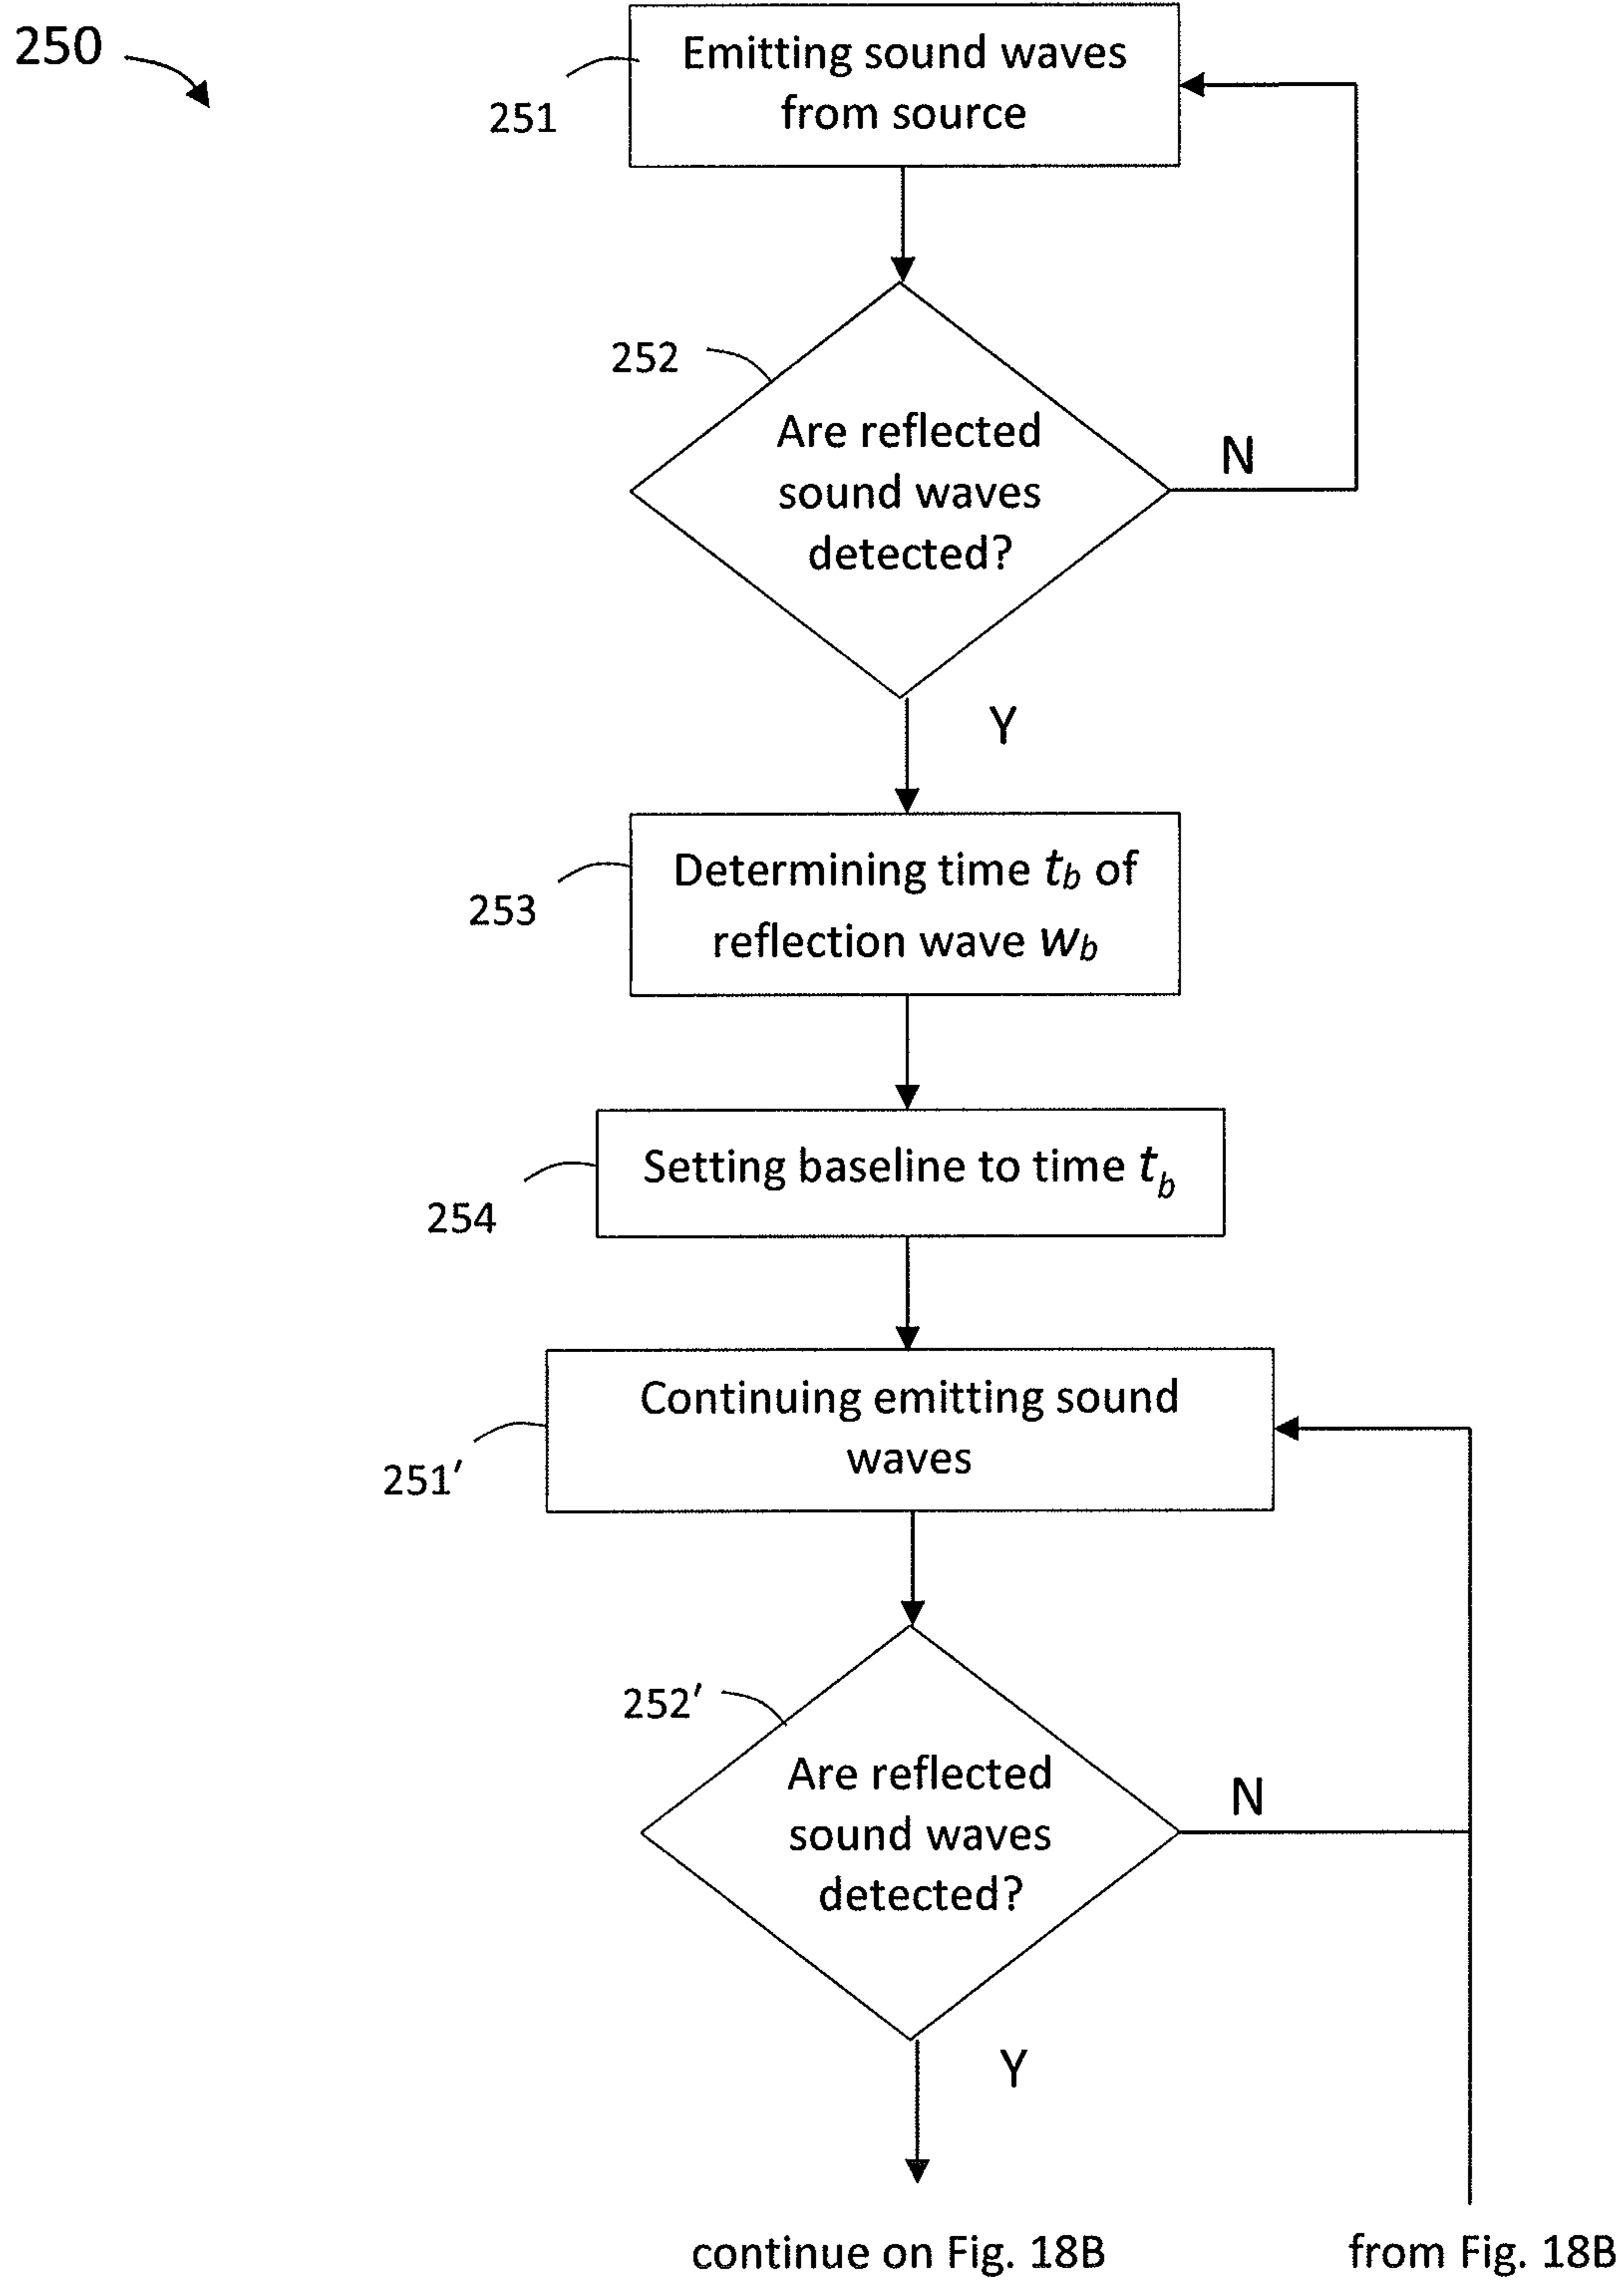 250
Emitting sound waves
from source
251
252
Are reflected
sound waves
detected?
N
Y
Determining time tb of
reflection wave wb
253
Setting baseline to time tb
254
Continuing emitting sound
waves
251′
252′
Are reflected
sound waves
detected?
N
Y
continue on Fig. 18B
from Fig. 18B